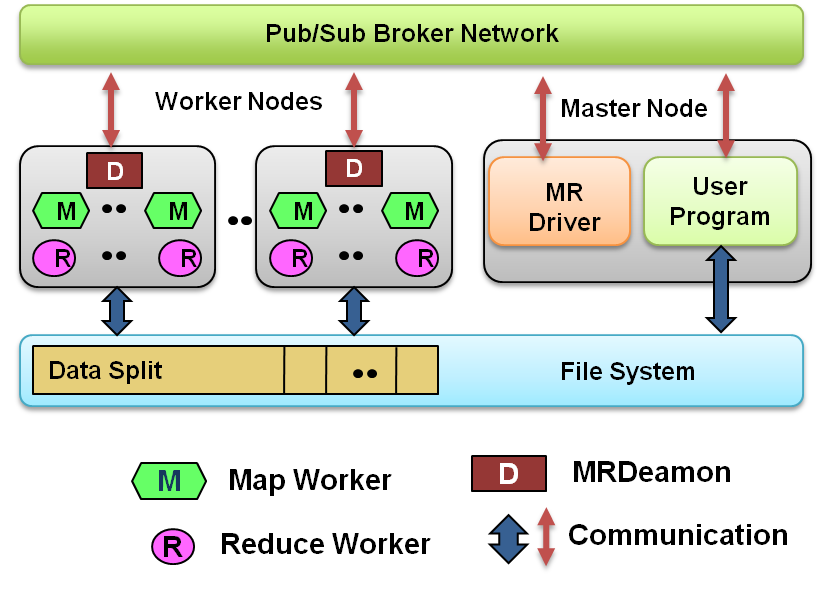 Pub/Sub Broker Network
Worker Nodes
Master Node
D
D
M
M
M
M
R
R
R
R
MR
Driver
User
Program
Data Split
File System
M
Map Worker
D
MRDeamon
R
Reduce Worker
Communication